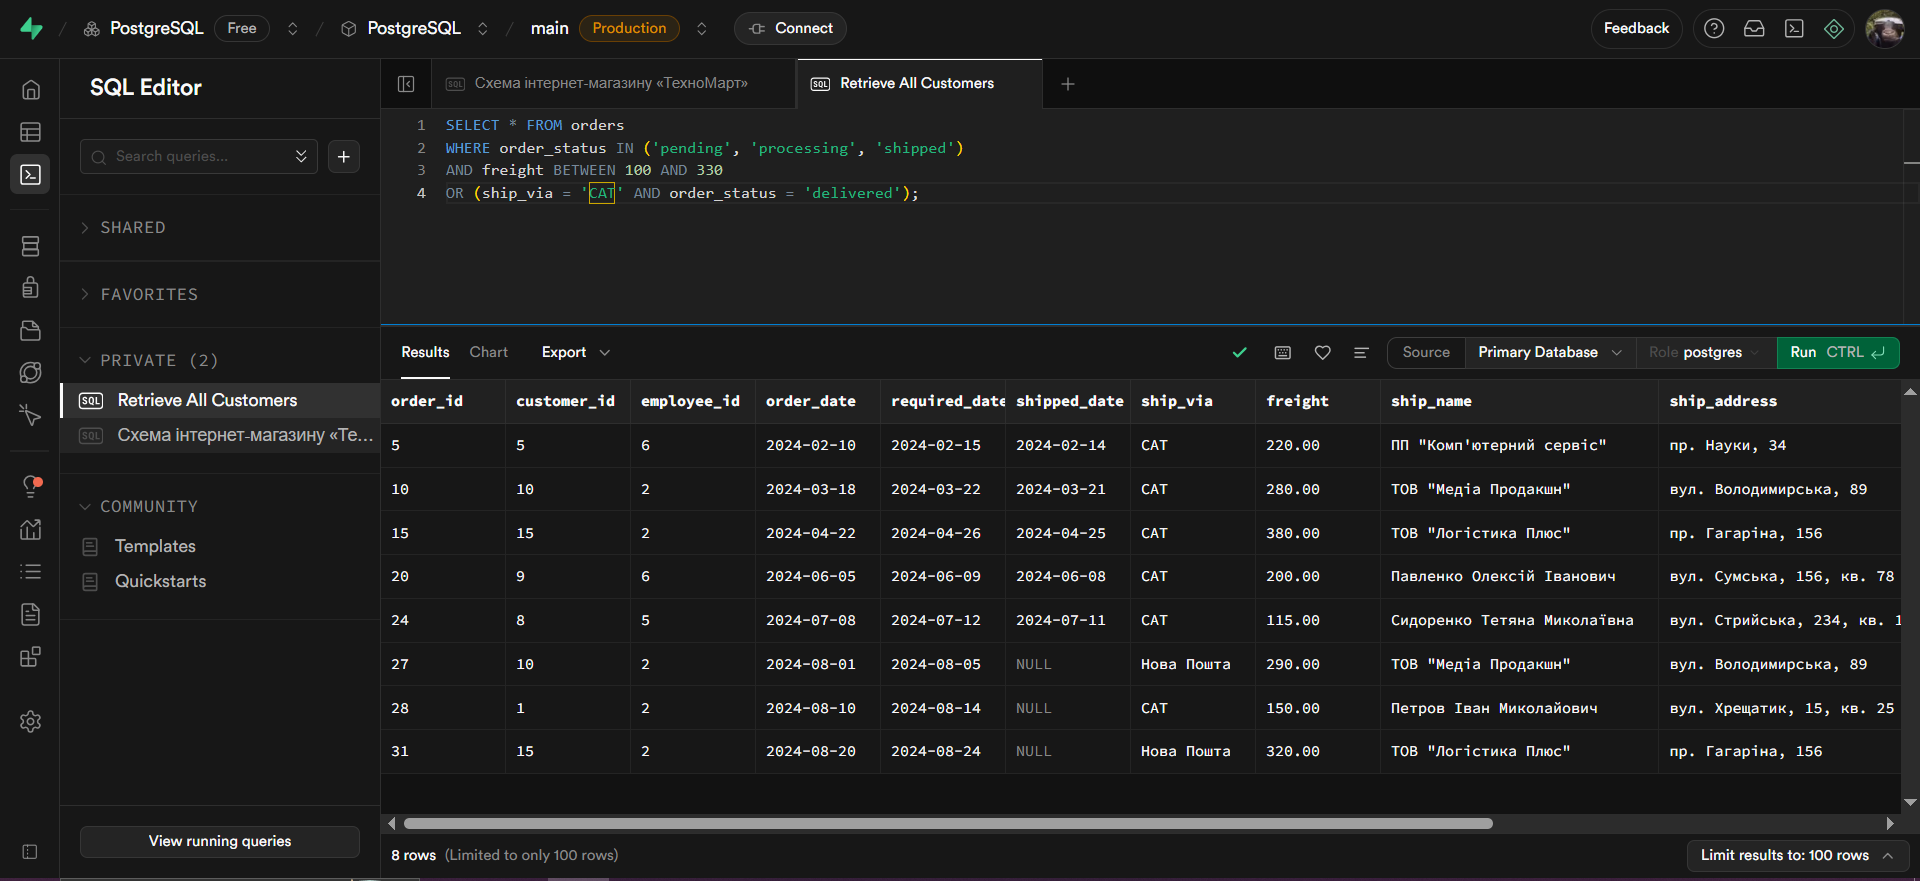 PostgreSQL Free / PostgreSQL / main Production Connect Feedback
SQL Editor
Search queries...
SHARED
FAVORITES
PRIVATE (2)
SQL Retrieve All Customers
SQL Схема інтернет-магазину «Те...
COMMUNITY
Templates
Quickstarts
View running queries
SQL Схема інтернет-магазину «ТехноМарт» SQL Retrieve All Customers
1 SELECT * FROM orders
2 WHERE order_status IN ('pending', 'processing', 'shipped')
3 AND freight BETWEEN 100 AND 330
4 OR (ship_via = 'CAT' AND order_status = 'delivered');
Results Chart Export Source Primary Database Role postgres Run CTRL
order_id customer_id employee_id order_date required_date shipped_date ship_via freight ship_name ship_address
5 5 6 2024-02-10 2024-02-15 2024-02-14 CAT 220.00 ПП "Комп'ютерний сервіс" пр. Науки, 34
10 10 2 2024-03-18 2024-03-22 2024-03-21 CAT 280.00 ТОВ "Медіа Продакшн" вул. Володимирська, 89
15 15 2 2024-04-22 2024-04-26 2024-04-25 CAT 380.00 ТОВ "Логістика Плюс" пр. Гагаріна, 156
20 9 6 2024-06-05 2024-06-09 2024-06-08 CAT 200.00 Павленко Олексій Іванович вул. Сумська, 156, кв. 78
24 8 5 2024-07-08 2024-07-12 2024-07-11 CAT 115.00 Сидоренко Тетяна Миколаївна вул. Стрийська, 234, кв. 1
27 10 2 2024-08-01 2024-08-05 NULL Нова Пошта 290.00 ТОВ "Медіа Продакшн" вул. Володимирська, 89
28 1 2 2024-08-10 2024-08-14 NULL CAT 150.00 Петров Іван Миколайович вул. Хрещатик, 15, кв. 25
31 15 2 2024-08-20 2024-08-24 NULL Нова Пошта 320.00 ТОВ "Логістика Плюс" пр. Гагаріна, 156
8 rows (Limited to only 100 rows) Limit results to: 100 rows